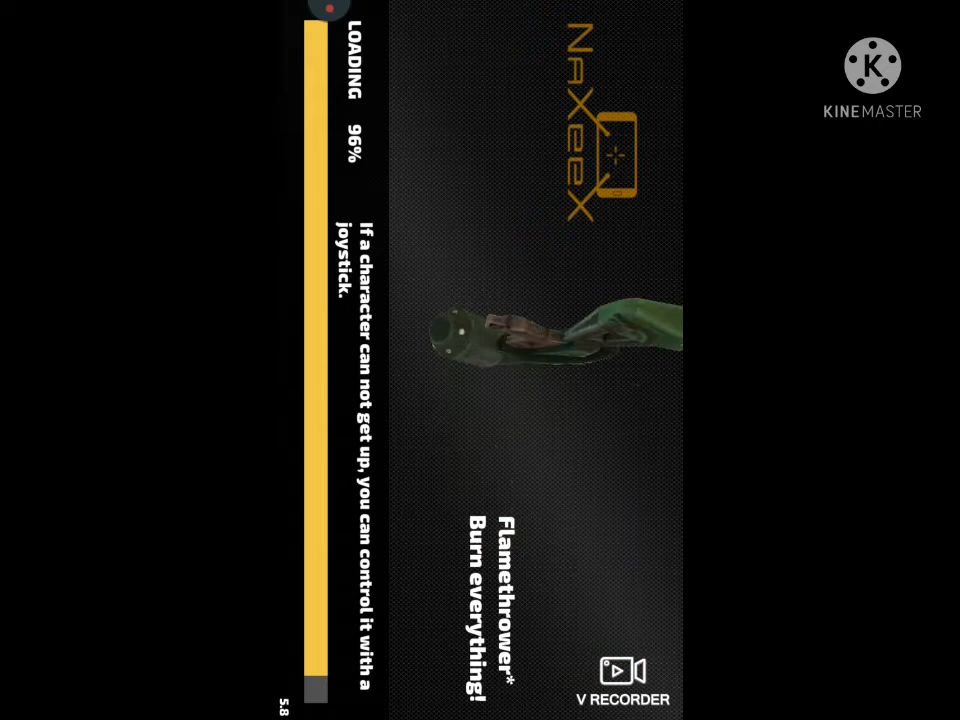 KINEMASTER
NaXeeX
Flamethrower*
Burn everything!
If a character can not get up, you can control it with a
joystick.
LOADING 96%
5.8
V RECORDER